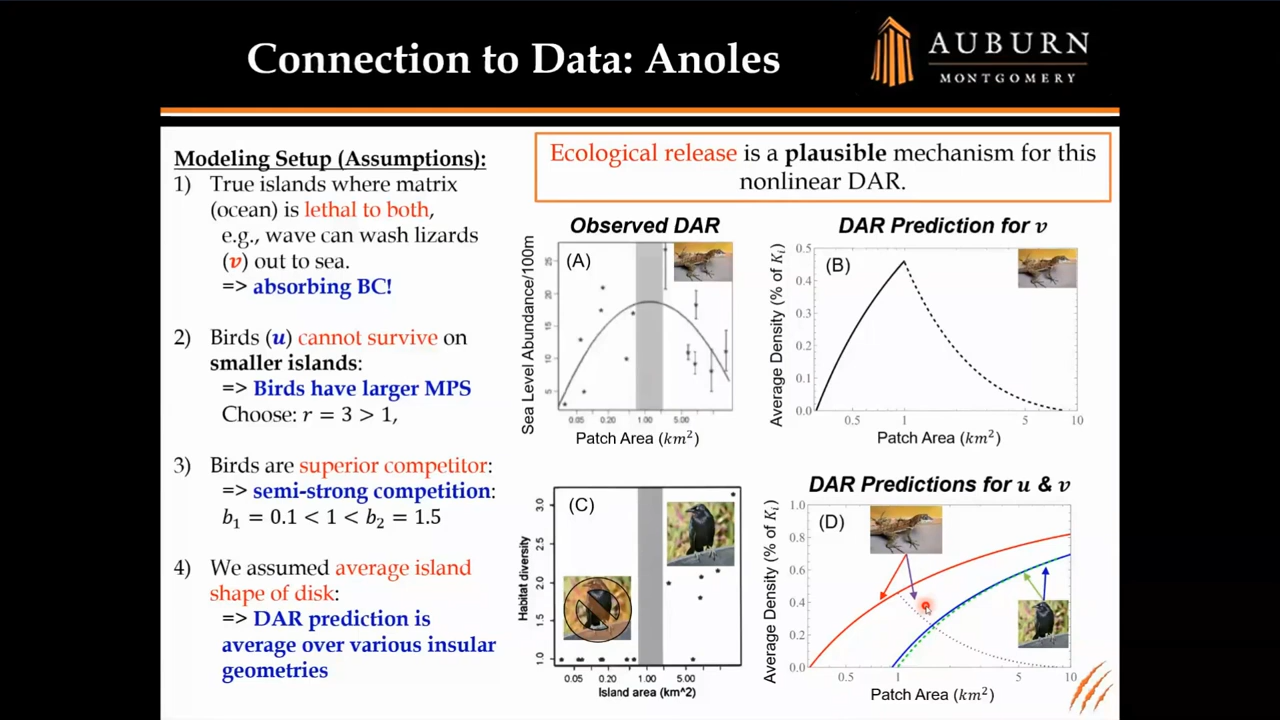 Connection to Data: Anoles
AUBURN
MONTGOMERY
Modeling Setup (Assumptions):
1) True islands where matrix
(ocean) is lethal to both,
e.g., wave can wash lizards
(v) out to sea.
=> absorbing BC!
2) Birds (u) cannot survive on
smaller islands:
=> Birds have larger MPS
Choose: r = 3 > 1,
3) Birds are superior competitor:
=> semi-strong competition:
b₁ = 0.1 < 1 < b₂ = 1.5
4) We assumed average island
shape of disk:
=> DAR prediction is
average over various insular
geometries
Ecological release is a plausible mechanism for this
nonlinear DAR.
Observed DAR
(A)
Sea Level Abundance/100m
25
20
15
10
5
0.05 0.20 1.00 5.00
Patch Area (km²)
DAR Prediction for v
(B)
Average Density (% of Kᵢ)
0.5
0.4
0.3
0.2
0.1
0.0
0.5 1 5 10
Patch Area (km²)
(C)
Habitat diversity
3.0
2.5
2.0
1.5
1.0
0.05 0.20 1.00 5.00
Island area (km^2)
DAR Predictions for u & v
(D)
Average Density (% of Kᵢ)
1.0
0.8
0.6
0.4
0.2
0.0
0.5 1 5 10
Patch Area (km²)